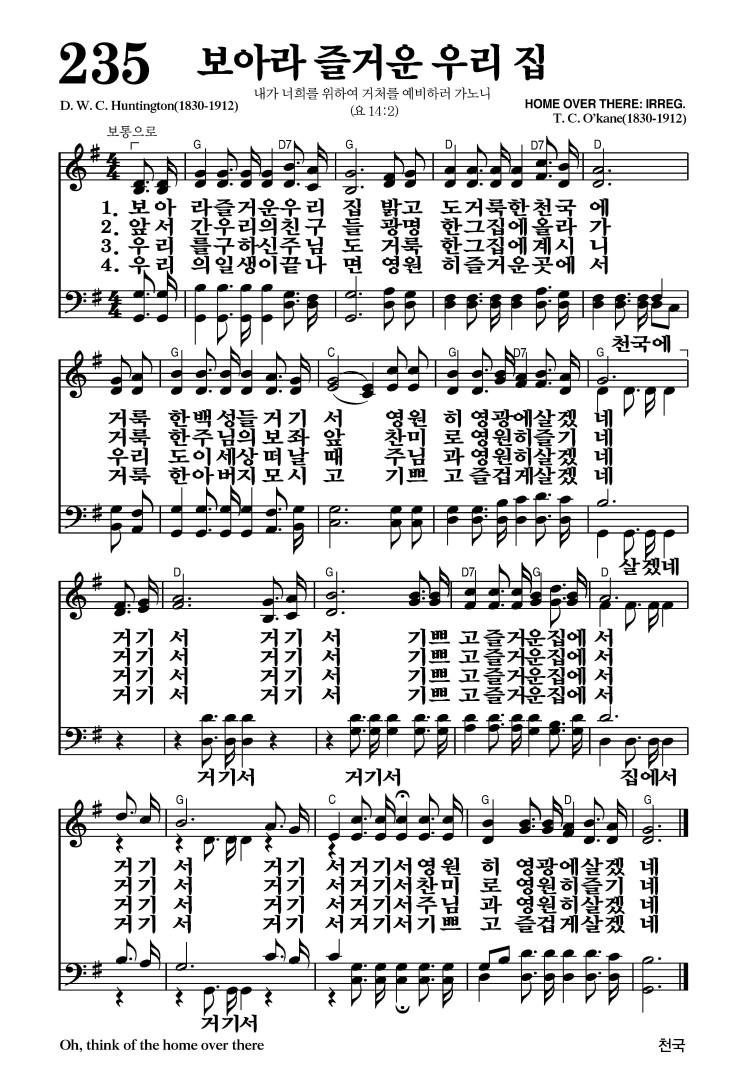 235 보아라 즐거운 우리 집
내가 너희를 위하여 거처를 예비하러 가노니
D. W. C. Huntington(1830-1912)
(요 14:2)
HOME OVER THERE: IRREG.
T. C. O'kane(1830-1912)
보통으로
G D7 G D D7 D
1. 보아 라즐거운우리 집 밝고 도거룩한천국 에
2. 앞서 간우리의친구 들 광명 한그집에올라 가
3. 우리 를구하신주님 도 거룩 한그집에계시 니
4. 우리 의일생이끝나 면 영원 히즐거운곳에 서
천국에
G C G D7 G
거룩 한백성들거기 서 영원 히영광에살겠 네
거룩 한주님의보좌 앞 찬미 로영원히즐기 네
우리 도이세상떠날 때 주님 과영원히살겠 네
거룩 한아버지모시 고 기쁘 고즐겁게살겠 네
살겠네
D G D7 G D
거기 서 거기 서 기쁘 고즐거운집에 서
거기 서 거기 서 기쁘 고즐거운집에 서
거기 서 거기 서 기쁘 고즐거운집에 서
거기 서 거기 서 기쁘 고즐거운집에 서
거기서 거기서 집에서
G C G D G
거기 서 거기 서거기서영원 히 영광에살겠 네
거기 서 거기 서거기서찬미 로 영원히즐기 네
거기 서 거기 서거기서주님 과 영원히살겠 네
거기 서 거기 서거기서기쁘 고 즐겁게살겠 네
거기서
Oh, think of the home over there
천국